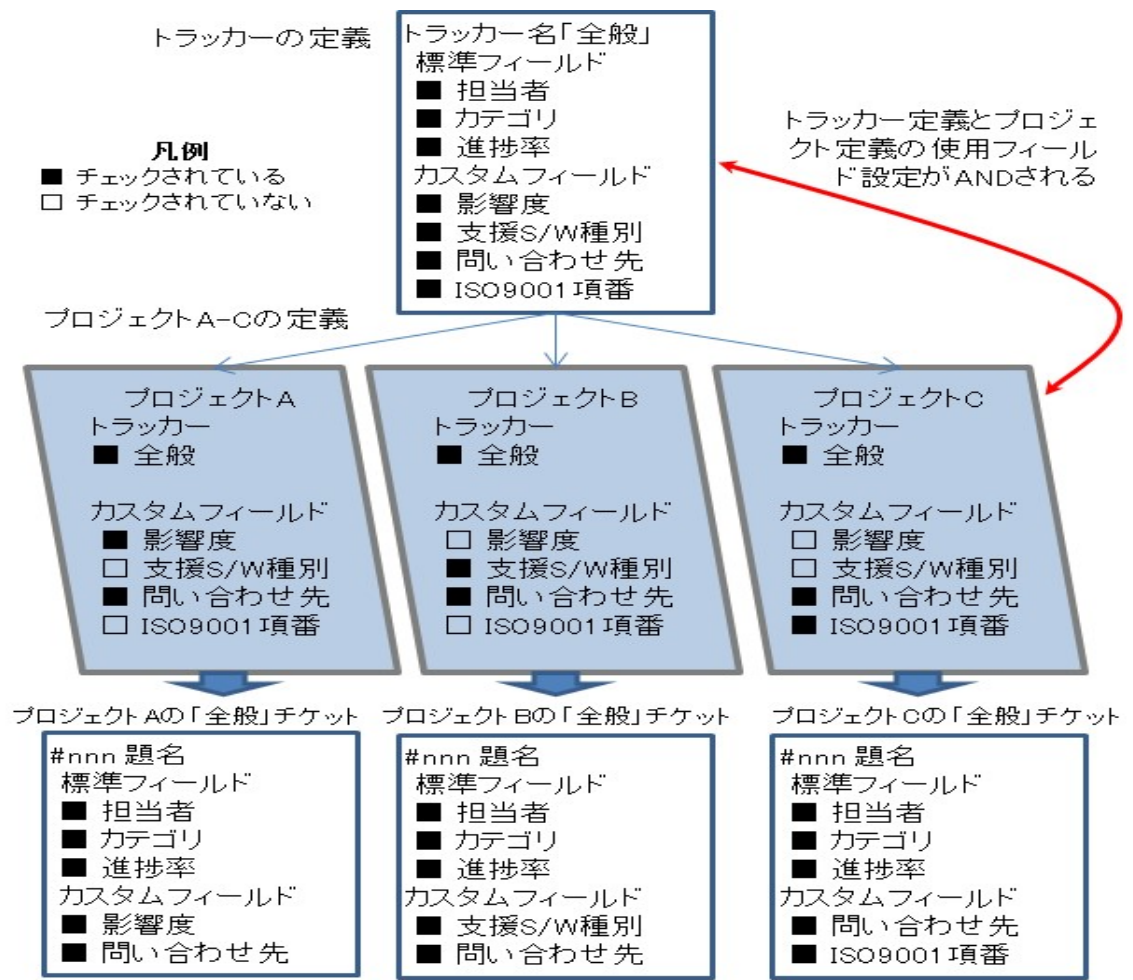 トラッカーの定義
トラッカー名「全般」
標準フィールド
■ 担当者
■ カテゴリ
■ 進捗率
カスタムフィールド
■ 影響度
■ 支援S/W種別
■ 問い合わせ先
■ ISO9001項番
凡例
■ チェックされている
□ チェックされていない
トラッカー定義とプロジェ
クト定義の使用フィール
ド設定がANDされる
プロジェクトA-Cの定義
プロジェクトA
トラッカー
■ 全般
カスタムフィールド
■ 影響度
□ 支援S/W種別
■ 問い合わせ先
□ ISO9001項番
プロジェクトB
トラッカー
■ 全般
カスタムフィールド
□ 影響度
■ 支援S/W種別
■ 問い合わせ先
□ ISO9001項番
プロジェクトC
トラッカー
■ 全般
カスタムフィールド
□ 影響度
□ 支援S/W種別
■ 問い合わせ先
■ ISO9001項番
プロジェクトAの「全般」チケット
#nnn 題名
標準フィールド
■ 担当者
■ カテゴリ
■ 進捗率
カスタムフィールド
■ 影響度
■ 問い合わせ先
プロジェクトBの「全般」チケット
#nnn 題名
標準フィールド
■ 担当者
■ カテゴリ
■ 進捗率
カスタムフィールド
■ 支援S/W種別
■ 問い合わせ先
プロジェクトCの「全般」チケット
#nnn 題名
標準フィールド
■ 担当者
■ カテゴリ
■ 進捗率
カスタムフィールド
■ 問い合わせ先
■ ISO9001項番